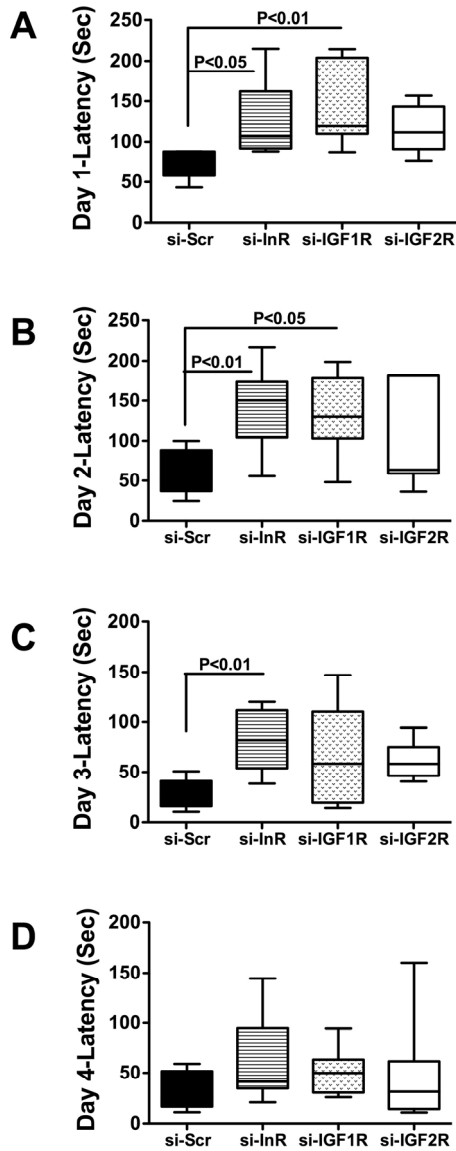 A
Day 1-Latency (Sec)
250
200
150
100
50
0
P<0.01
P<0.05
si-Scr si-InR si-IGF1R si-IGF2R
B
Day 2-Latency (Sec)
250
200
150
100
50
0
P<0.05
P<0.01
si-Scr si-InR si-IGF1R si-IGF2R
C
Day 3-Latency (Sec)
200
150
100
50
0
P<0.01
si-Scr si-InR si-IGF1R si-IGF2R
D
Day 4-Latency (Sec)
200
150
100
50
0
si-Scr si-InR si-IGF1R si-IGF2R